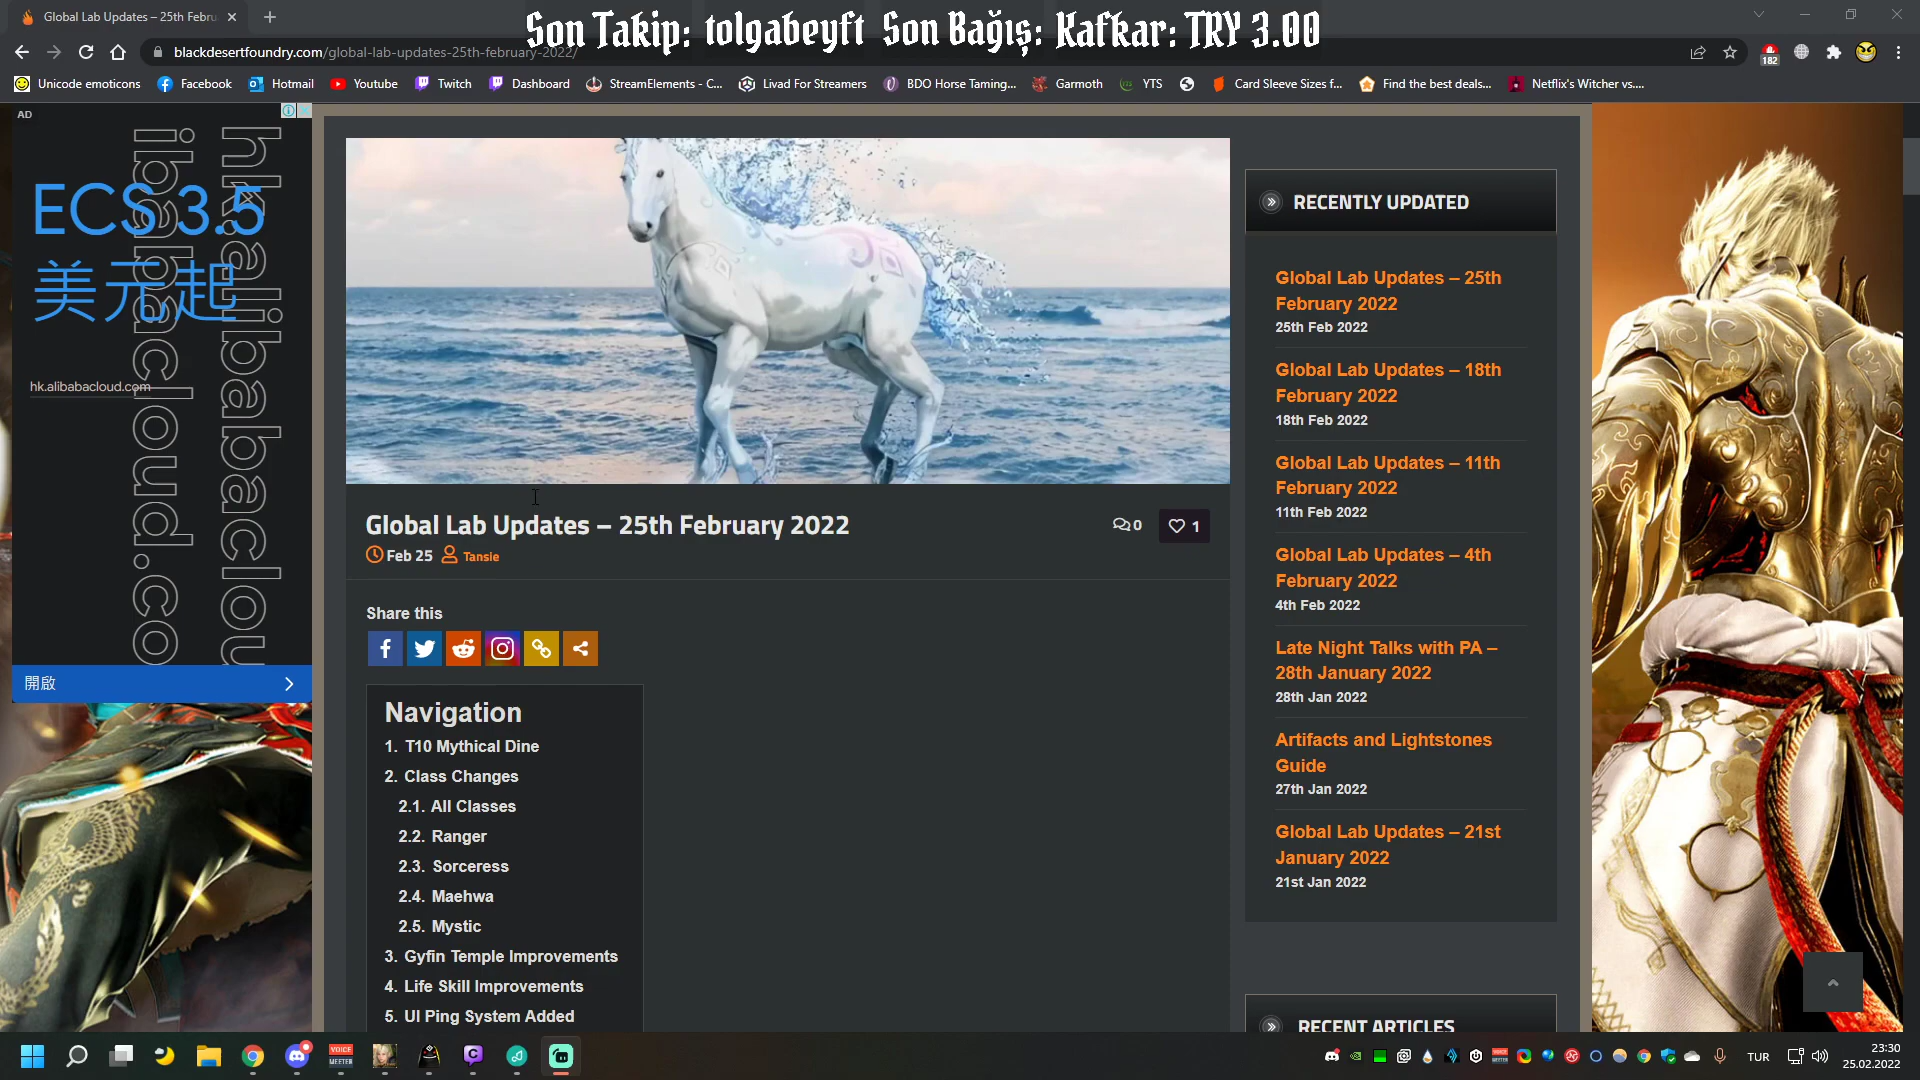 Global Lab Updates – 25th Febru
Son Takip: tolgabeyft Son Bağış: Kafkar: TRY 3.00
blackdesertfoundry.com/global-lab-updates-25th-february-2022/
182
Unicode emoticons
Facebook
Hotmail
Youtube
Twitch
Dashboard
StreamElements - C...
Livad For Streamers
BDO Horse Taming...
Garmoth
YTS
Card Sleeve Sizes f...
Find the best deals...
Netflix's Witcher vs....
AD
ECS 3.5
美元起
hk.alibabacloud.com
hk.alibabaclou
ibabacloud.co
開啟
Global Lab Updates – 25th February 2022
0
1
Feb 25 Tansie
Share this
Navigation
1. T10 Mythical Dine
2. Class Changes
2.1. All Classes
2.2. Ranger
2.3. Sorceress
2.4. Maehwa
2.5. Mystic
3. Gyfin Temple Improvements
4. Life Skill Improvements
5. UI Ping System Added
RECENTLY UPDATED
Global Lab Updates – 25th
February 2022
25th Feb 2022
Global Lab Updates – 18th
February 2022
18th Feb 2022
Global Lab Updates – 11th
February 2022
11th Feb 2022
Global Lab Updates – 4th
February 2022
4th Feb 2022
Late Night Talks with PA –
28th January 2022
28th Jan 2022
Artifacts and Lightstones
Guide
27th Jan 2022
Global Lab Updates – 21st
January 2022
21st Jan 2022
RECENT ARTICLES
VOICE
MEETER
TUR
23:30
25.02.2022